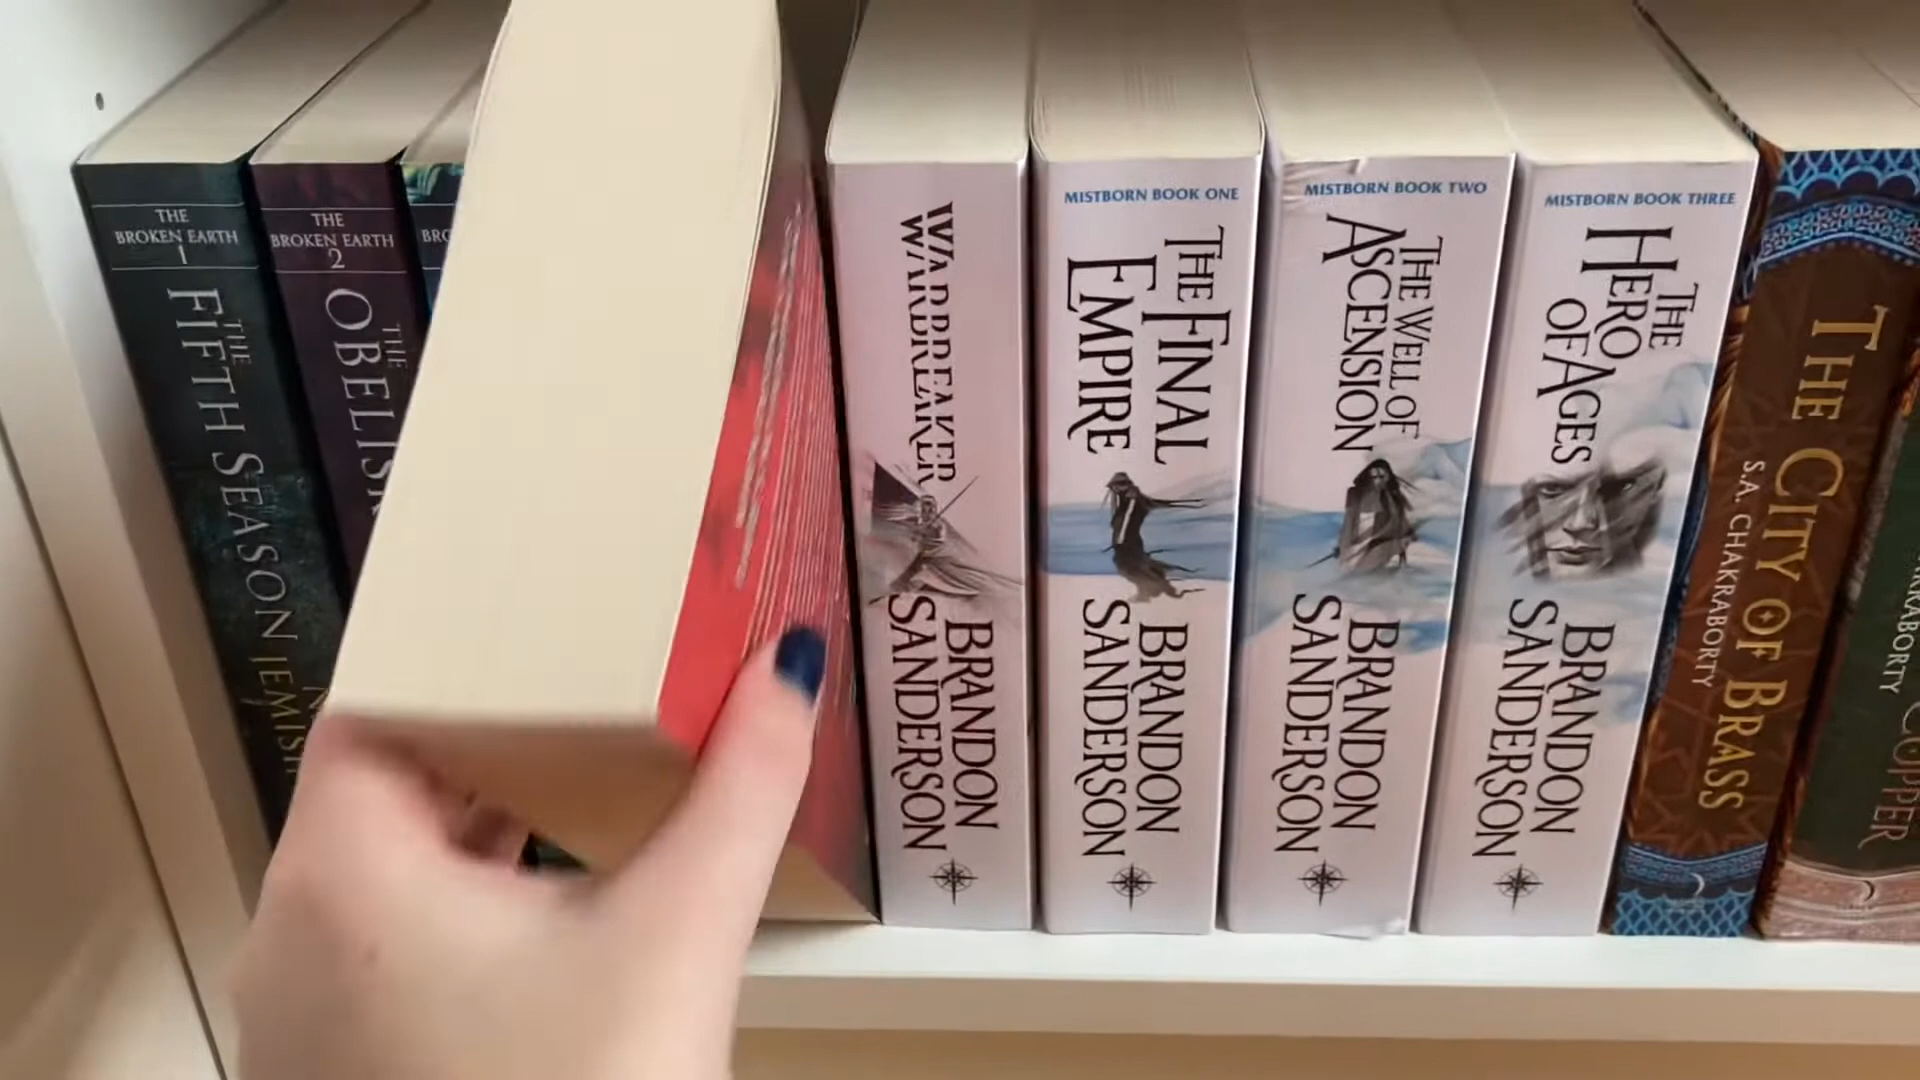 THE
BROKEN EARTH
1
THE
FIFTH SEASON
JEMISIN
THE
BROKEN EARTH
2
THE
WARBREAKER
BRANDON
SANDERSON
MISTBORN BOOK ONE
THE FINAL
EMPIRE
BRANDON
SANDERSON
MISTBORN BOOK TWO
THE WELL OF
ASCENSION
BRANDON
SANDERSON
MISTBORN BOOK THREE
THE
HERO
OF AGES
BRANDON
SANDERSON
THE CITY OF BRASS
S.A. CHAKRABORTY
COPPER